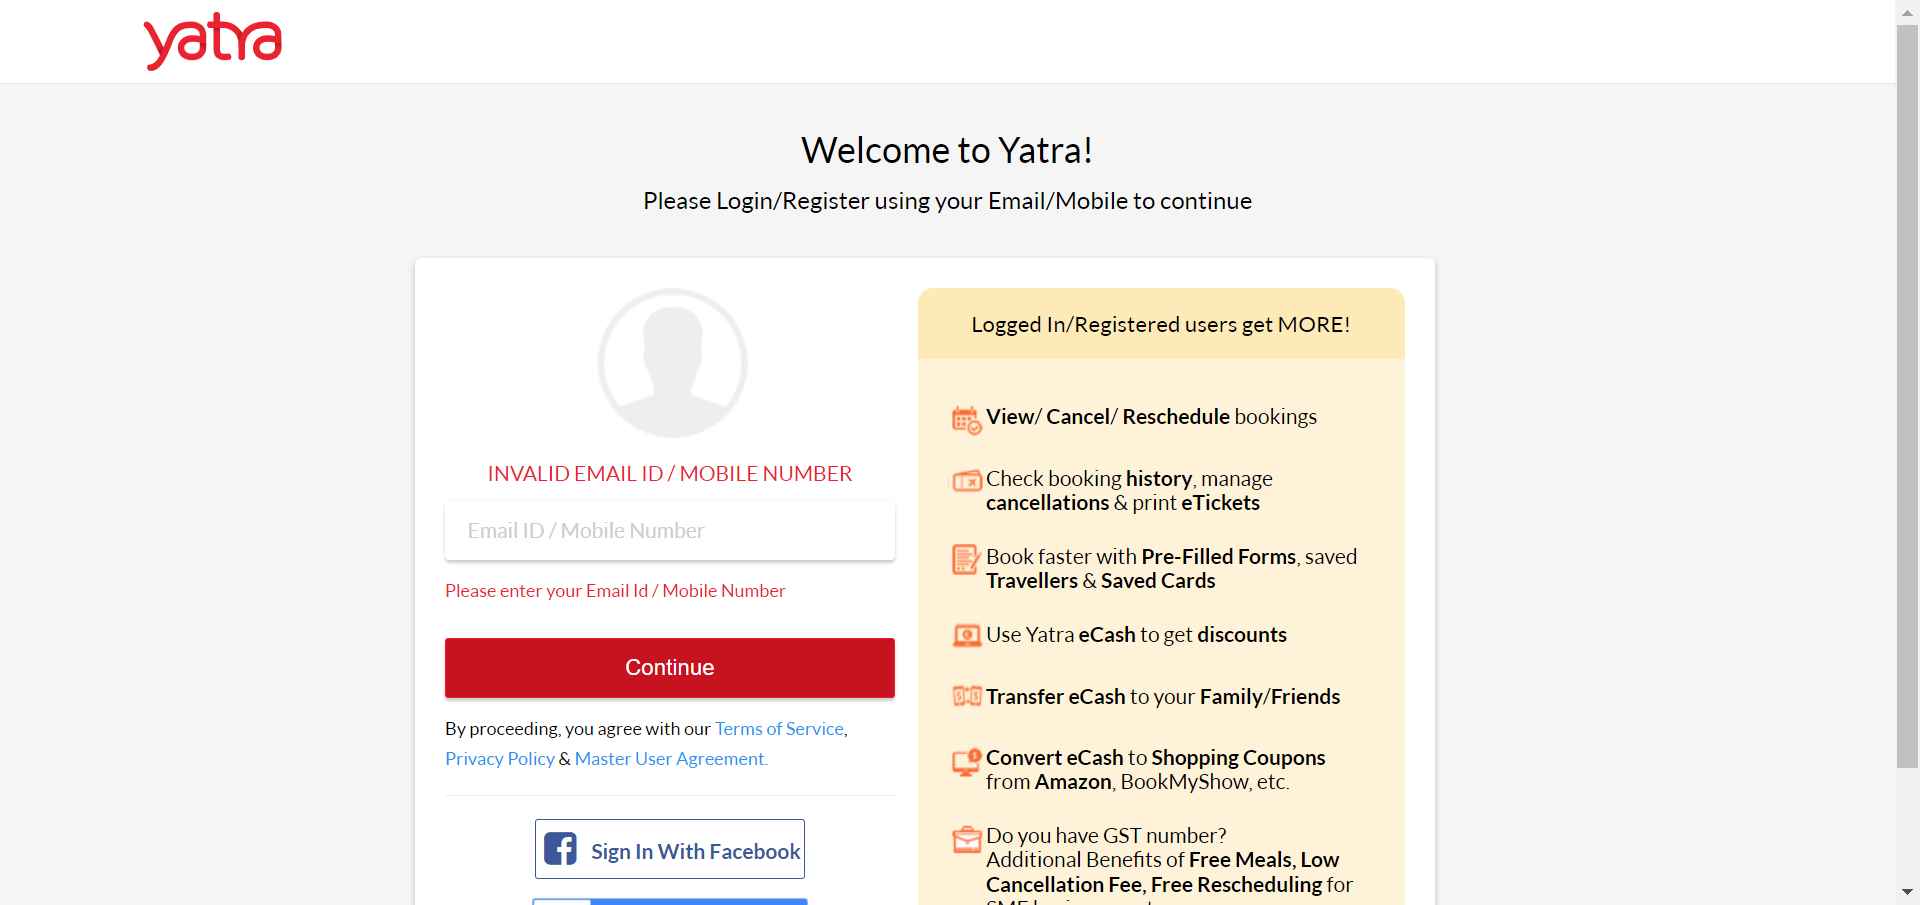 yatra
Welcome to Yatra!
Please Login/Register using your Email/Mobile to continue
INVALID EMAIL ID / MOBILE NUMBER
Email ID / Mobile Number
Please enter your Email Id / Mobile Number
Continue
By proceeding, you agree with our Terms of Service,
Privacy Policy & Master User Agreement.
Sign In With Facebook
Logged In/Registered users get MORE!
View/ Cancel/ Reschedule bookings
Check booking history, manage
cancellations & print eTickets
Book faster with Pre-Filled Forms, saved
Travellers & Saved Cards
Use Yatra eCash to get discounts
Transfer eCash to your Family/Friends
Convert eCash to Shopping Coupons
from Amazon, BookMyShow, etc.
Do you have GST number?
Additional Benefits of Free Meals, Low
Cancellation Fee, Free Rescheduling for